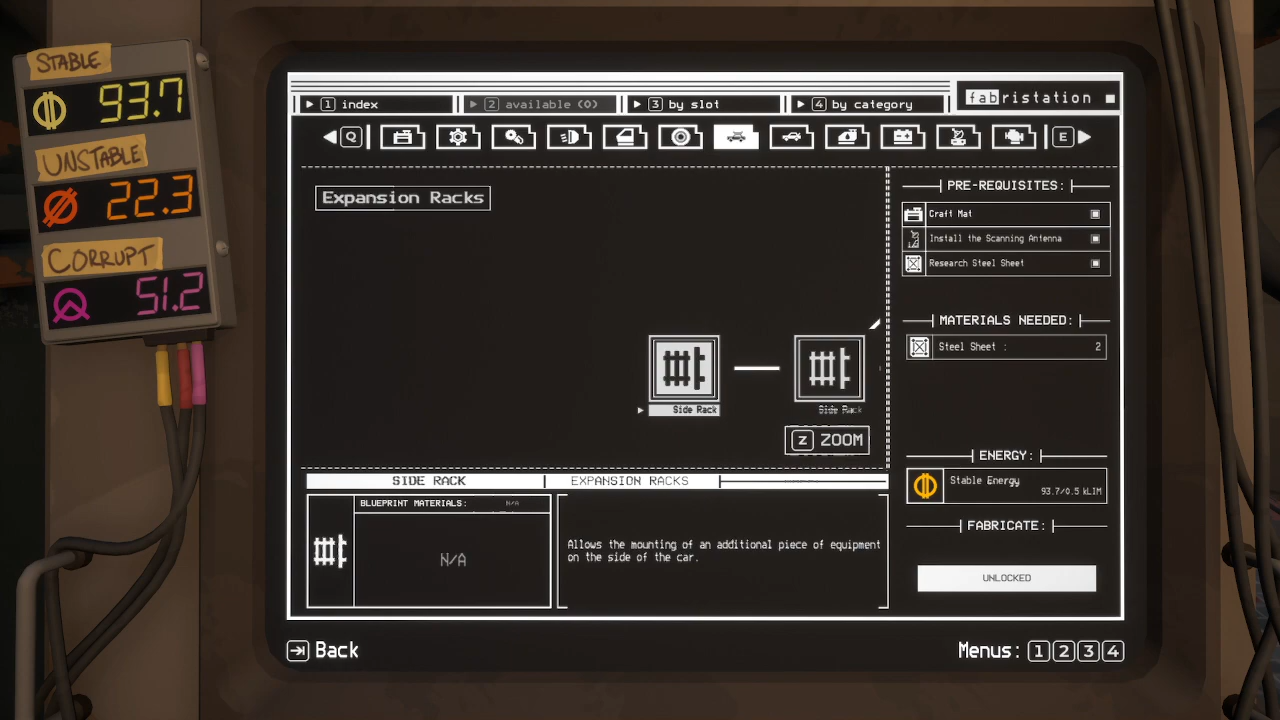 STABLE
93.7
UNSTABLE
22.3
CORRUPT
51.2
1 index
2 available (0)
3 by slot
4 by category
fabristation
Q
E
Expansion Racks
Side Rack
Side Rack
Z ZOOM
PRE-REQUISITES:
Craft Mat
Install the Scanning Antenna
Research Steel Sheet
MATERIALS NEEDED:
Steel Sheet : 2
ENERGY:
Stable Energy
93.7/0.5 kLIM
FABRICATE:
UNLOCKED
SIDE RACK
EXPANSION RACKS
BLUEPRINT MATERIALS: N/A
N/A
Allows the mounting of an additional piece of equipment
on the side of the car.
Back
Menus: 1 2 3 4